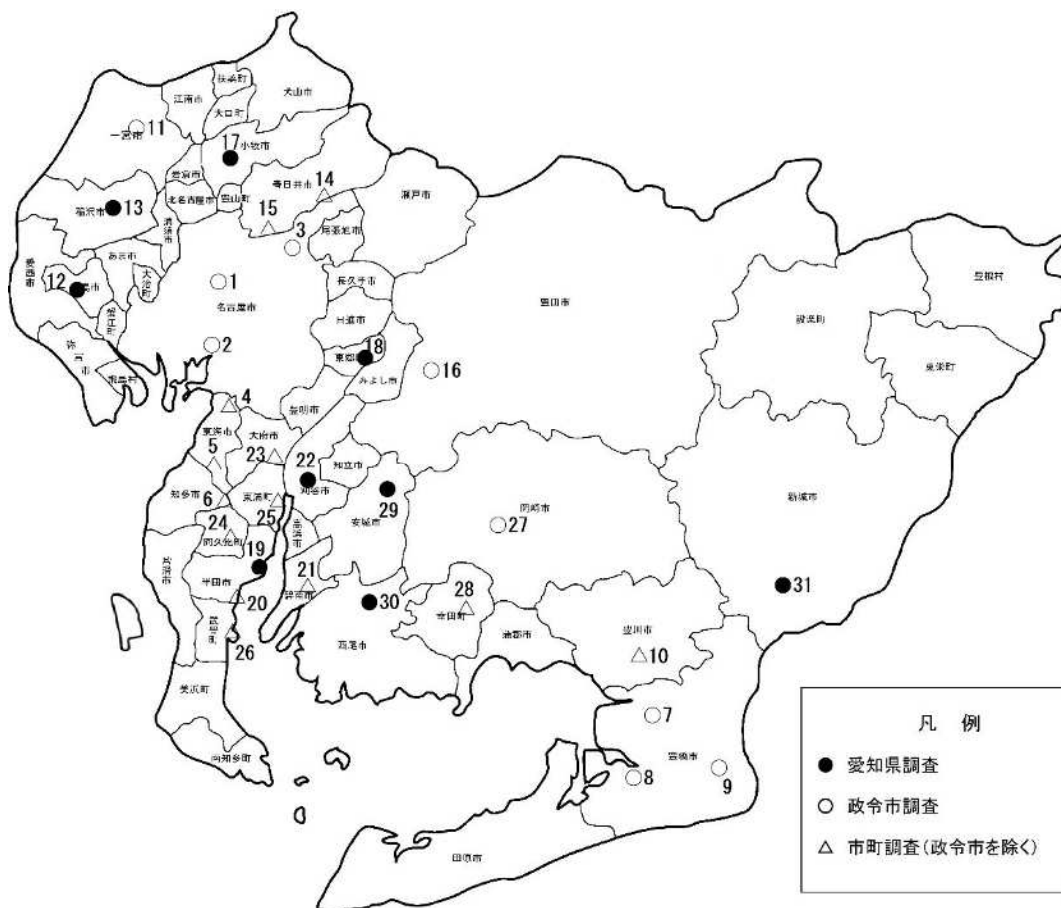 扶桑町
犬山市
江南市
大口町
11
一宮市
17
小牧市
岩倉市
春日井市
14
瀬戸市
北名古屋市
豊山町
稲沢市
13
15
3
尾張旭市
清須市
あま市
愛西市
大治町
長久手市
豊根村
12
島市
1
名古屋市
豊田市
設楽町
蟹江町
日進市
東栄町
弥富市
2
18
東郷
16
飛島村
みよし市
豊明市
4
東海市
大府市
23
22
知立市
5
刈谷市
29
新城市
知多市
6
東浦町
安城市
岡崎市
27
24
25
高浜市
阿久比町
19
常滑市
半田市
21
碧南市
31
20
30
28
幸田町
武豊町
西尾市
蒲郡市
豊川市
10
26
美浜町
7
南知多町
豊橋市
8
9
田原市
凡 例
● 愛知県調査
○ 政令市調査
△ 市町調査(政令市を除く)